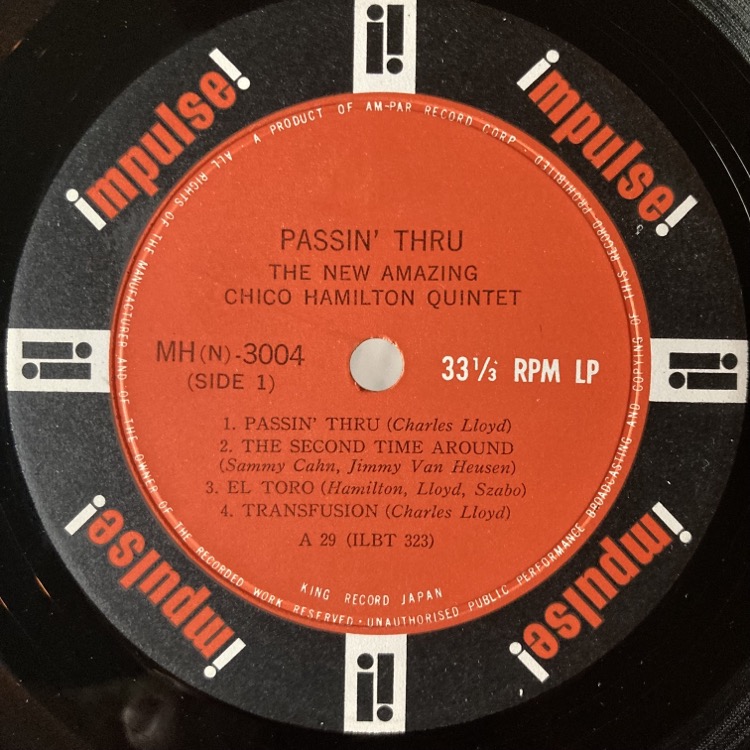 impulse!
impulse!
A PRODUCT OF AM-PAR RECORD CORP · ALL RIGHTS OF THE MANUFACTURER AND OF THE OWNER OF THE RECORDED WORK RESERVED · UNAUTHORISED PUBLIC PERFORMANCE BROADCASTING AND COPYING OF THIS RECORD PROHIBITED
PASSIN' THRU
THE NEW AMAZING
CHICO HAMILTON QUINTET
MH(N)-3004
(SIDE 1)
33 1/3 RPM LP
1. PASSIN' THRU (Charles Lloyd)
2. THE SECOND TIME AROUND
(Sammy Cahn, Jimmy Van Heusen)
3. EL TORO (Hamilton, Lloyd, Szabo)
4. TRANSFUSION (Charles Lloyd)
A 29 (ILBT 323)
KING RECORD JAPAN
impulse!
impulse!
i!
i!
i!
i!